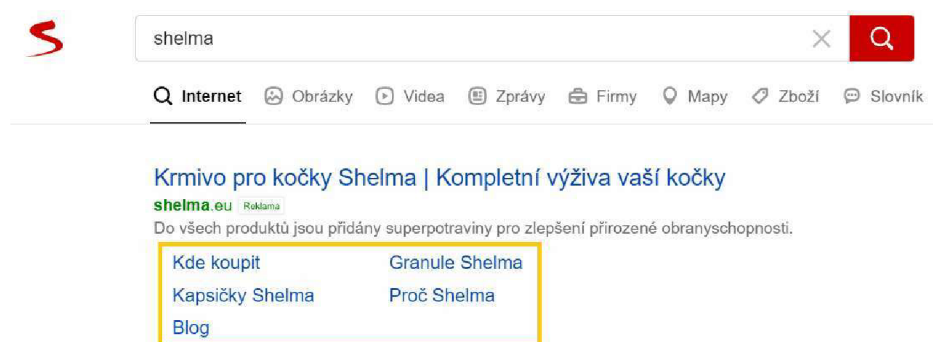 shelma
Internet Obrázky Videa Zprávy Firmy Mapy Zboží Slovník
Krmivo pro kočky Shelma | Kompletní výživa vaší kočky
shelma.eu Reklama
Do všech produktů jsou přidány superpotraviny pro zlepšení přirozené obranyschopnosti.
Kde koupit Granule Shelma
Kapsičky Shelma Proč Shelma
Blog